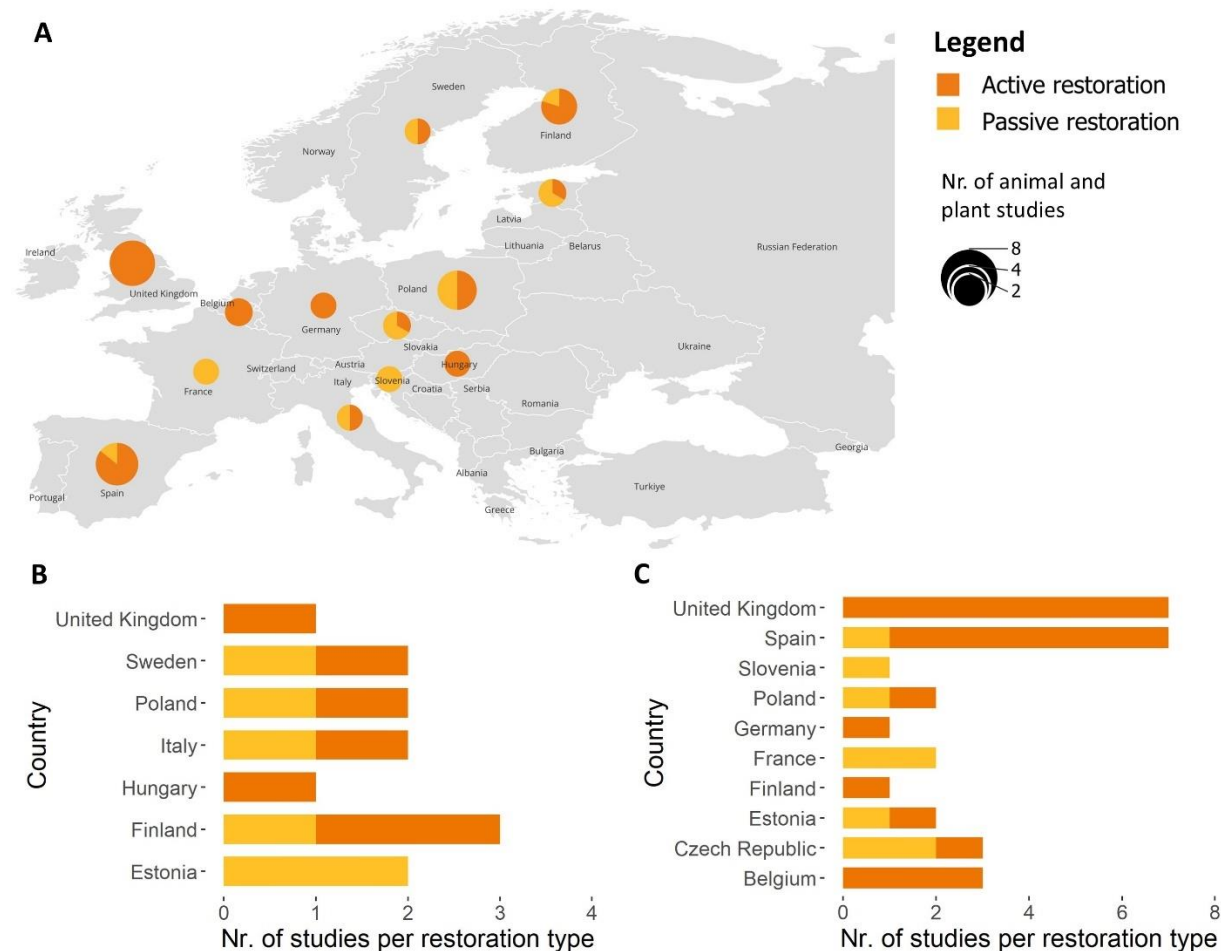 A
Legend
Active restoration
Passive restoration
Nr. of animal and
plant studies
8
4
2
Sweden
Finland
Norway
Latvia
Lithuania
Belarus
Russian Federation
Ireland
United Kingdom
Belgium
Poland
Germany
Slovakia
Ukraine
France
Switzerland
Austria
Hungary
Italy
Slovenia
Croatia
Serbia
Romania
Bulgaria
Georgia
Albania
Spain
Portugal
Turkiye
Greece
B
United Kingdom
Sweden
Poland
Italy
Hungary
Finland
Estonia
Country
0 1 2 3 4
Nr. of studies per restoration type
C
United Kingdom
Spain
Slovenia
Poland
Germany
France
Finland
Estonia
Czech Republic
Belgium
Country
0 2 4 6 8
Nr. of studies per restoration type